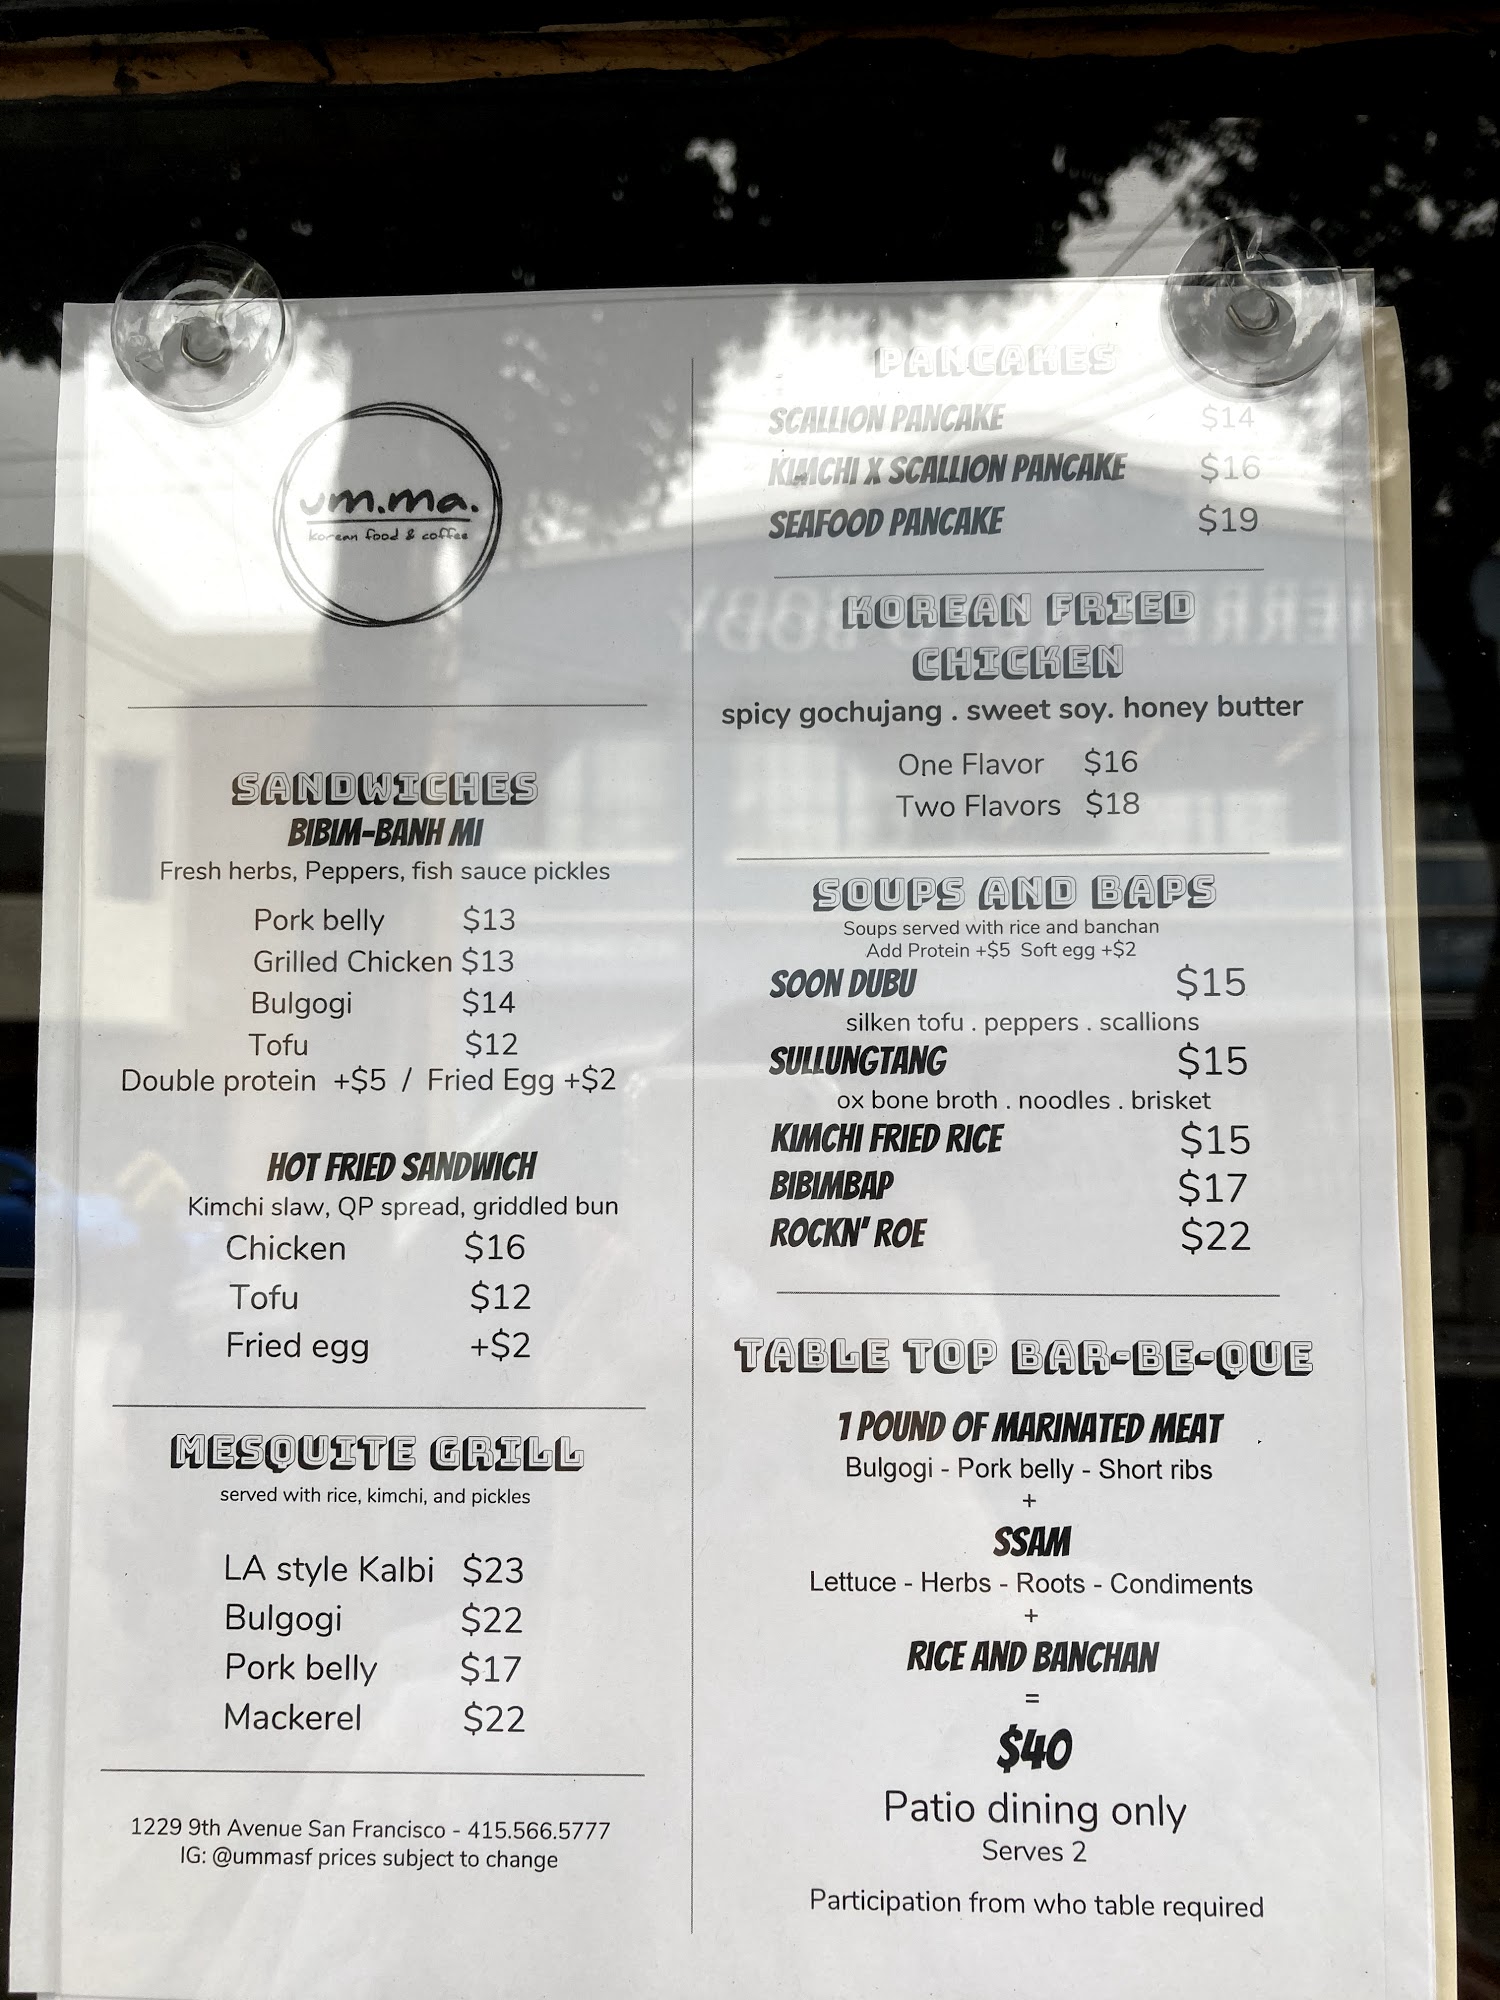 um.ma.
korean food & coffee
SANDWICHES
BIBIM-BANH MI
Fresh herbs, Peppers, fish sauce pickles
Pork belly $13
Grilled Chicken $13
Bulgogi $14
Tofu $12
Double protein +$5 / Fried Egg +$2
HOT FRIED SANDWICH
Kimchi slaw, QP spread, griddled bun
Chicken $16
Tofu $12
Fried egg +$2
MESQUITE GRILL
served with rice, kimchi, and pickles
LA style Kalbi $23
Bulgogi $22
Pork belly $17
Mackerel $22
1229 9th Avenue San Francisco - 415.566.5777
IG: @ummasf prices subject to change
PANCAKES
SCALLION PANCAKE $14
KIMCHI X SCALLION PANCAKE $16
SEAFOOD PANCAKE $19
KOREAN FRIED
CHICKEN
spicy gochujang . sweet soy. honey butter
One Flavor $16
Two Flavors $18
SOUPS AND BAPS
Soups served with rice and banchan
Add Protein +$5 Soft egg +$2
SOON DUBU $15
silken tofu . peppers . scallions
SULLUNGTANG $15
ox bone broth . noodles . brisket
KIMCHI FRIED RICE $15
BIBIMBAP $17
ROCKN' ROE $22
TABLE TOP BAR-BE-QUE
1 POUND OF MARINATED MEAT
Bulgogi - Pork belly - Short ribs
+
SSAM
Lettuce - Herbs - Roots - Condiments
+
RICE AND BANCHAN
=
$40
Patio dining only
Serves 2
Participation from who table required